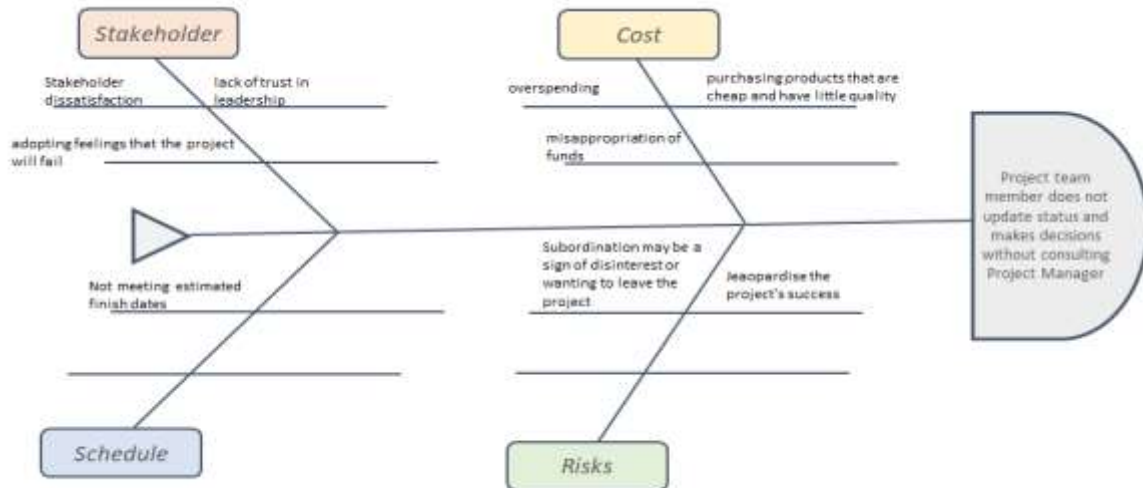 Stakeholder
Cost
Stakeholder
dissatisfaction
lack of trust in
leadership
overspending
purchasing products that are
cheap and have little quality
adopting feelings that the project
will fail
misappropriation of
funds
Project team
member does not
update status and
makes decisions
without consulting
Project Manager
Not meeting estimated
finish dates
Subordination may be a
sign of disinterest or
wanting to leave the
project
Jeaopardise the
project's success
Schedule
Risks